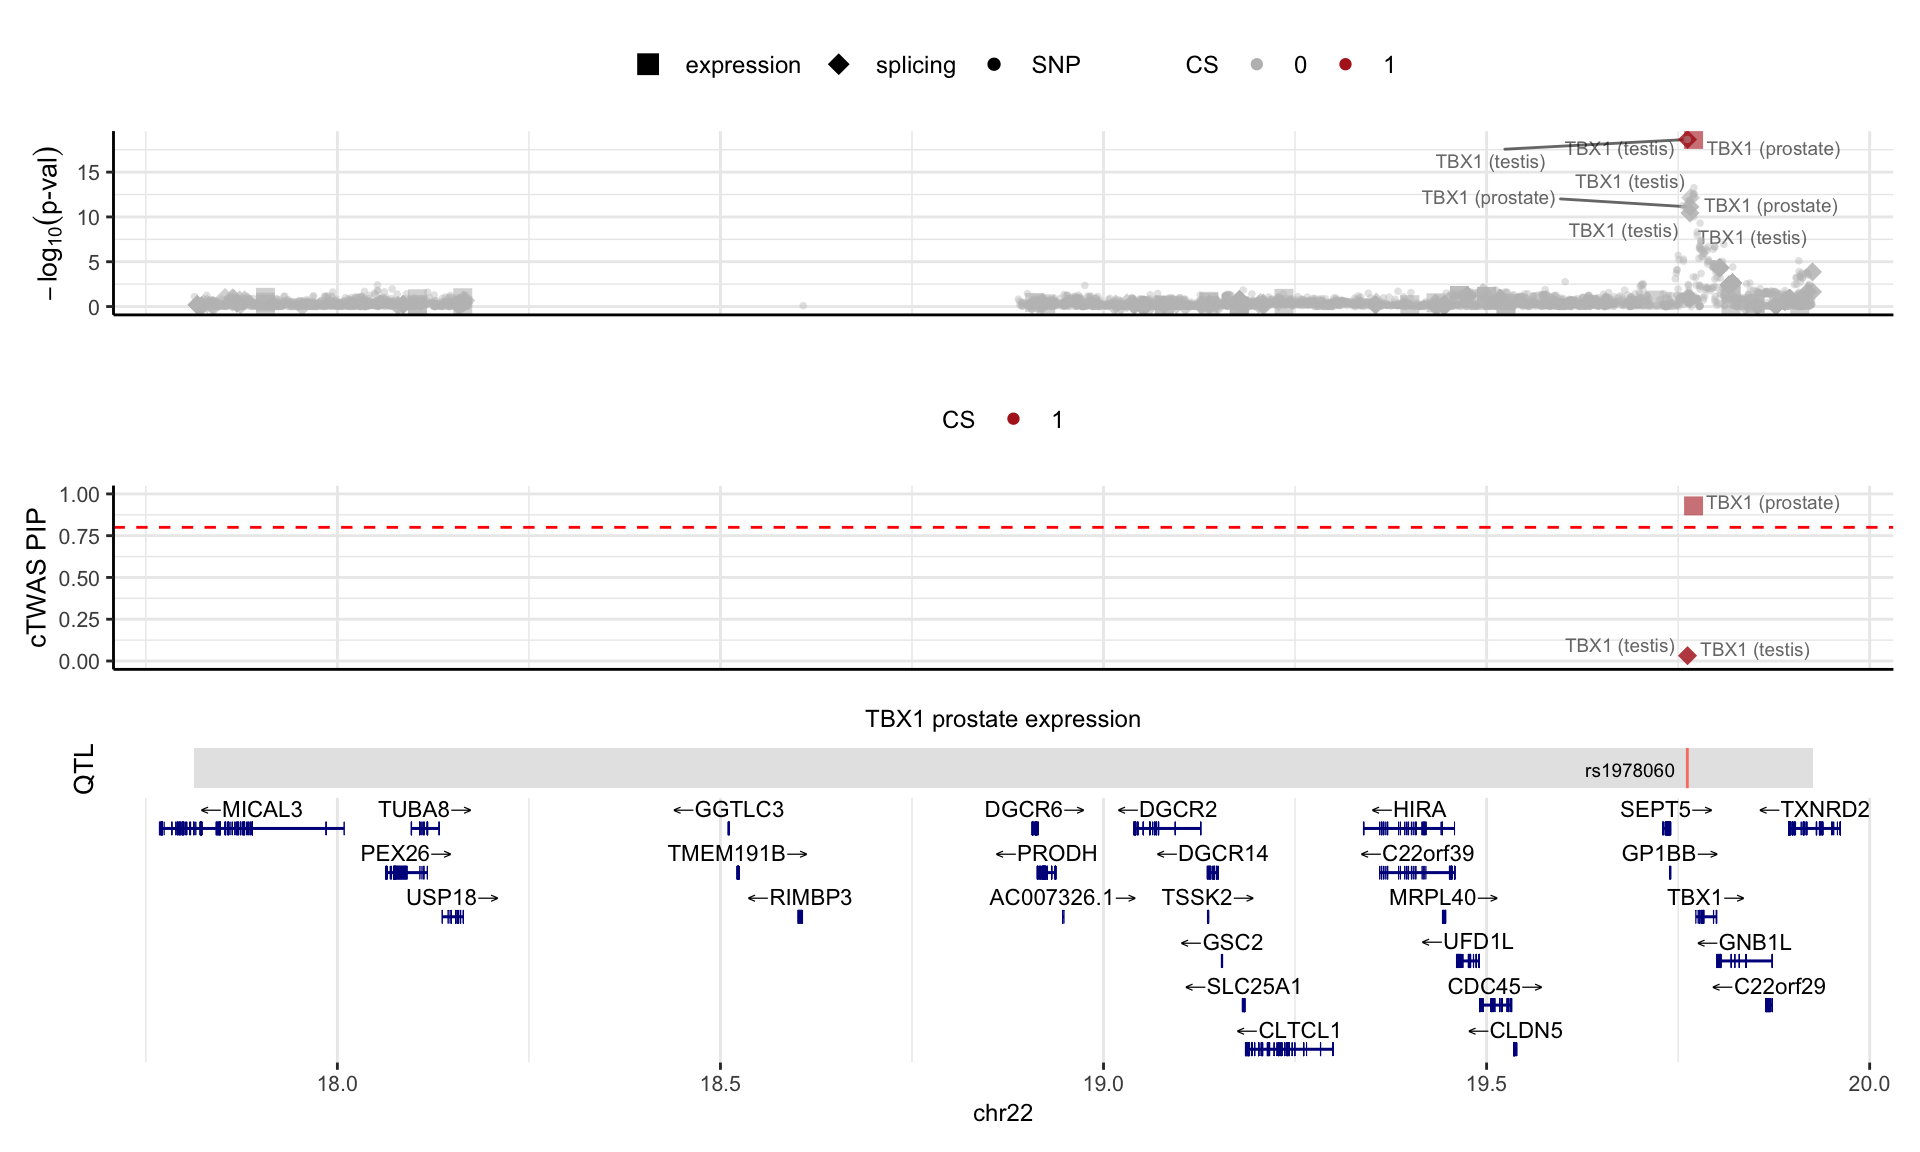 expression splicing SNP CS 0 1
−log10(p-val)
15
10
5
0
TBX1 (testis)
TBX1 (testis)
TBX1 (prostate)
TBX1 (testis)
TBX1 (prostate)
TBX1 (prostate)
TBX1 (testis)
TBX1 (testis)
CS 1
cTWAS PIP
1.00
0.75
0.50
0.25
0.00
TBX1 (prostate)
TBX1 (testis)
TBX1 (testis)
TBX1 prostate expression
QTL
rs1978060
←MICAL3 TUBA8→ ←GGTLC3 DGCR6→ ←DGCR2 ←HIRA SEPT5→ ←TXNRD2
PEX26→ TMEM191B→ ←PRODH ←DGCR14 ←C22orf39 GP1BB→
USP18→ ←RIMBP3 AC007326.1→ TSSK2→ MRPL40→ TBX1→
←GSC2 ←UFD1L ←GNB1L
←SLC25A1 CDC45→ ←C22orf29
←CLTCL1 ←CLDN5
18.0 18.5 19.0 19.5 20.0
chr22